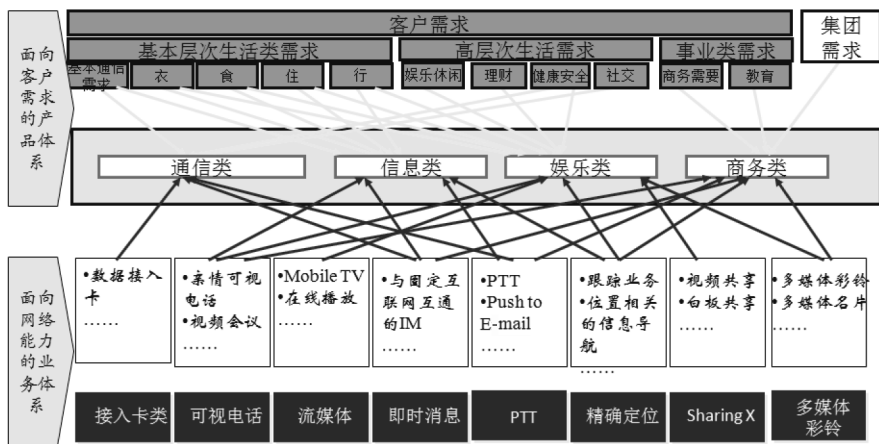 客户需求
集团
需求
基本层次生活类需求
高层次生活需求
事业类需求
基本通信
需求
衣
食
住
行
娱乐休闲
理财
健康安全
社交
商务需要
教育
面向
客户
需求
的产
品体
系
通信类
信息类
娱乐类
商务类
面向
网络
能力
的业
务体
系
•数据接入
卡
……
•亲情可视
电话
•视频会议
……
•Mobile TV
•在线播放
……
•与固定互
联网互通
的IM
……
•PTT
•Push to
E-mail
……
•跟踪业务
•位置相关
的信息导
航
……
•视频共享
•白板共享
……
•多媒体彩铃
•多媒体名片
……
接入卡类
可视电话
流媒体
即时消息
PTT
精确定位
Sharing X
多媒体
彩铃